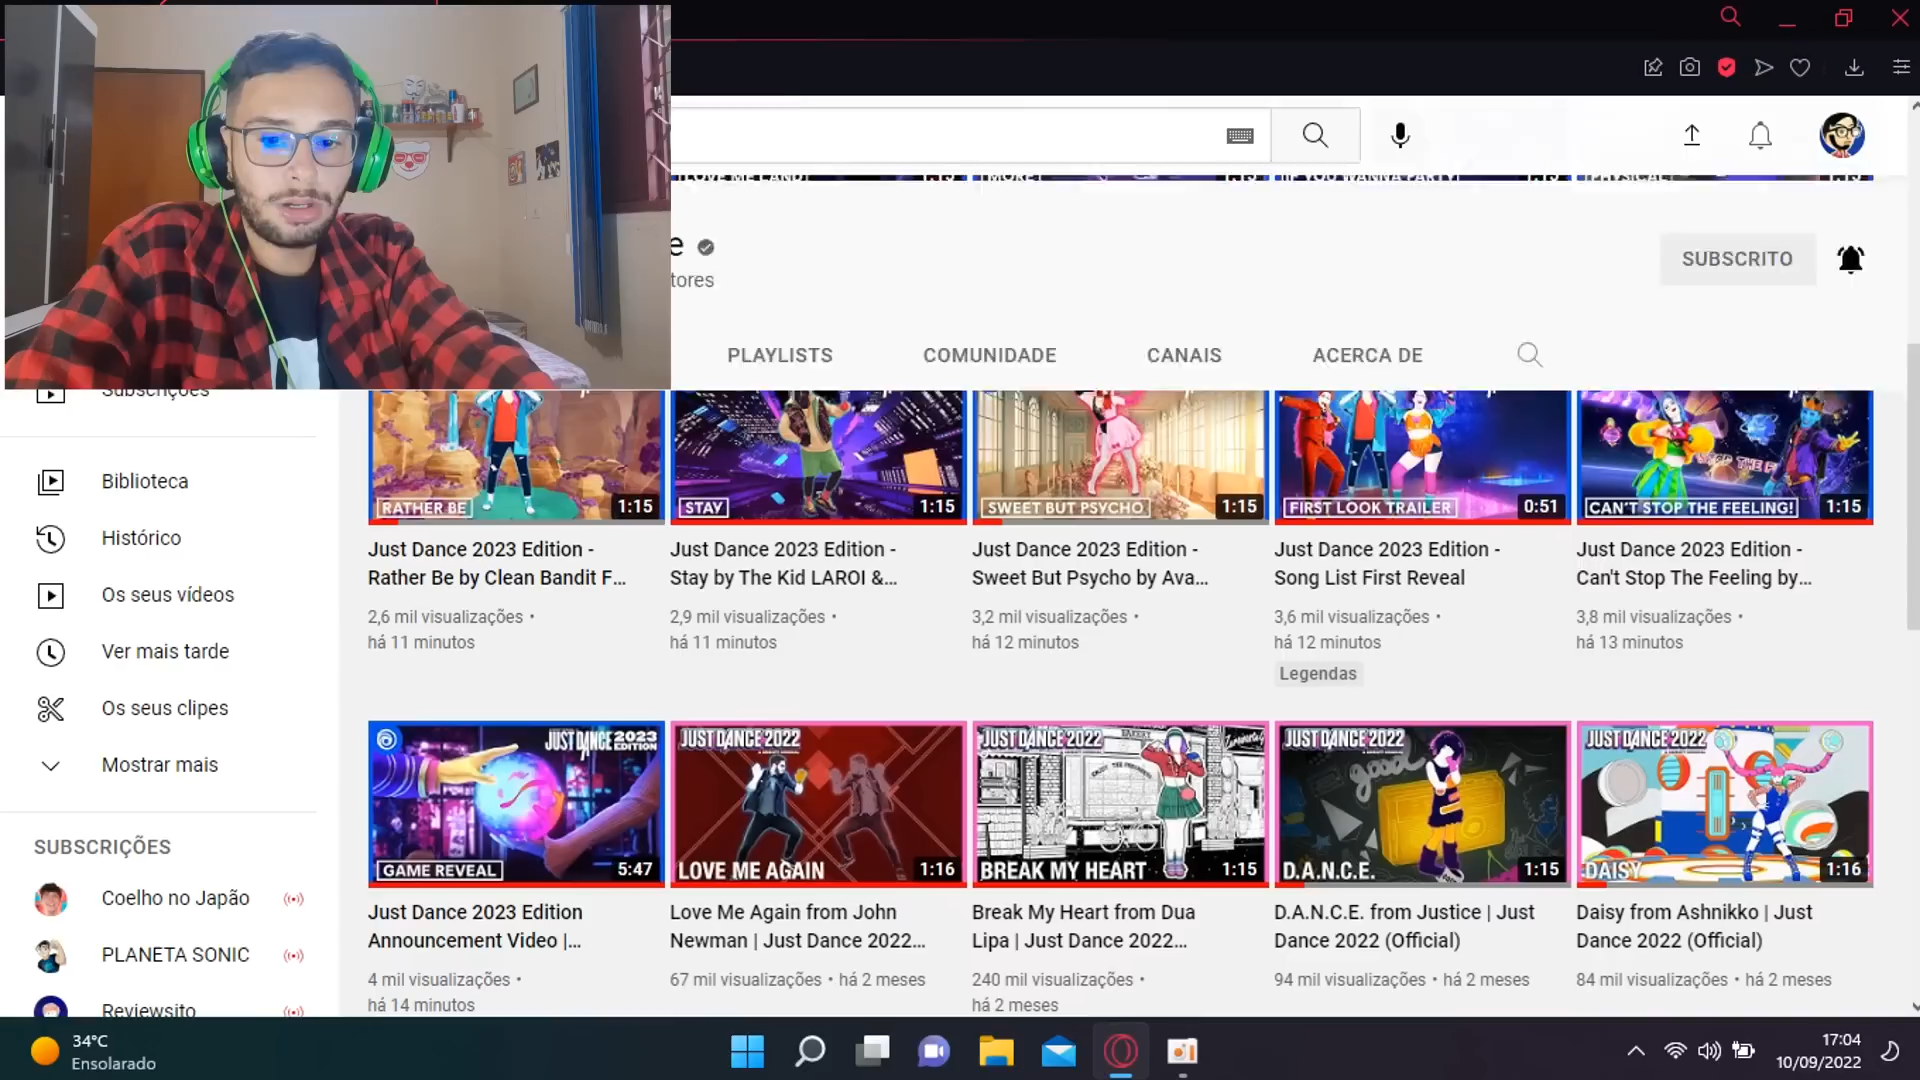 e
tores
SUBSCRITO
PLAYLISTS
COMUNIDADE
CANAIS
ACERCA DE
Subscrições
Biblioteca
Histórico
Os seus vídeos
Ver mais tarde
Os seus clipes
Mostrar mais
SUBSCRIÇÕES
Coelho no Japão
PLANETA SONIC
Reviewsito
RATHER BE
1:15
Just Dance 2023 Edition -
Rather Be by Clean Bandit F...
2,6 mil visualizações •
há 11 minutos
STAY
1:15
Just Dance 2023 Edition -
Stay by The Kid LAROI &...
2,9 mil visualizações •
há 11 minutos
SWEET BUT PSYCHO
1:15
Just Dance 2023 Edition -
Sweet But Psycho by Ava...
3,2 mil visualizações •
há 12 minutos
FIRST LOOK TRAILER
0:51
Just Dance 2023 Edition -
Song List First Reveal
3,6 mil visualizações •
há 12 minutos
Legendas
CAN'T STOP THE FEELING!
1:15
Just Dance 2023 Edition -
Can't Stop The Feeling by...
3,8 mil visualizações •
há 13 minutos
JUST DANCE 2023
EDITION
GAME REVEAL
5:47
Just Dance 2023 Edition
Announcement Video |...
4 mil visualizações •
há 14 minutos
JUST DANCE 2022
LOVE ME AGAIN
1:16
Love Me Again from John
Newman | Just Dance 2022...
67 mil visualizações • há 2 meses
JUST DANCE 2022
BREAK MY HEART
1:15
Break My Heart from Dua
Lipa | Just Dance 2022...
240 mil visualizações •
há 2 meses
JUST DANCE 2022
good
D.A.N.C.E.
1:15
D.A.N.C.E. from Justice | Just
Dance 2022 (Official)
94 mil visualizações • há 2 meses
JUST DANCE 2022
DAISY
1:16
Daisy from Ashnikko | Just
Dance 2022 (Official)
84 mil visualizações • há 2 meses
34°C
Ensolarado
17:04
10/09/2022